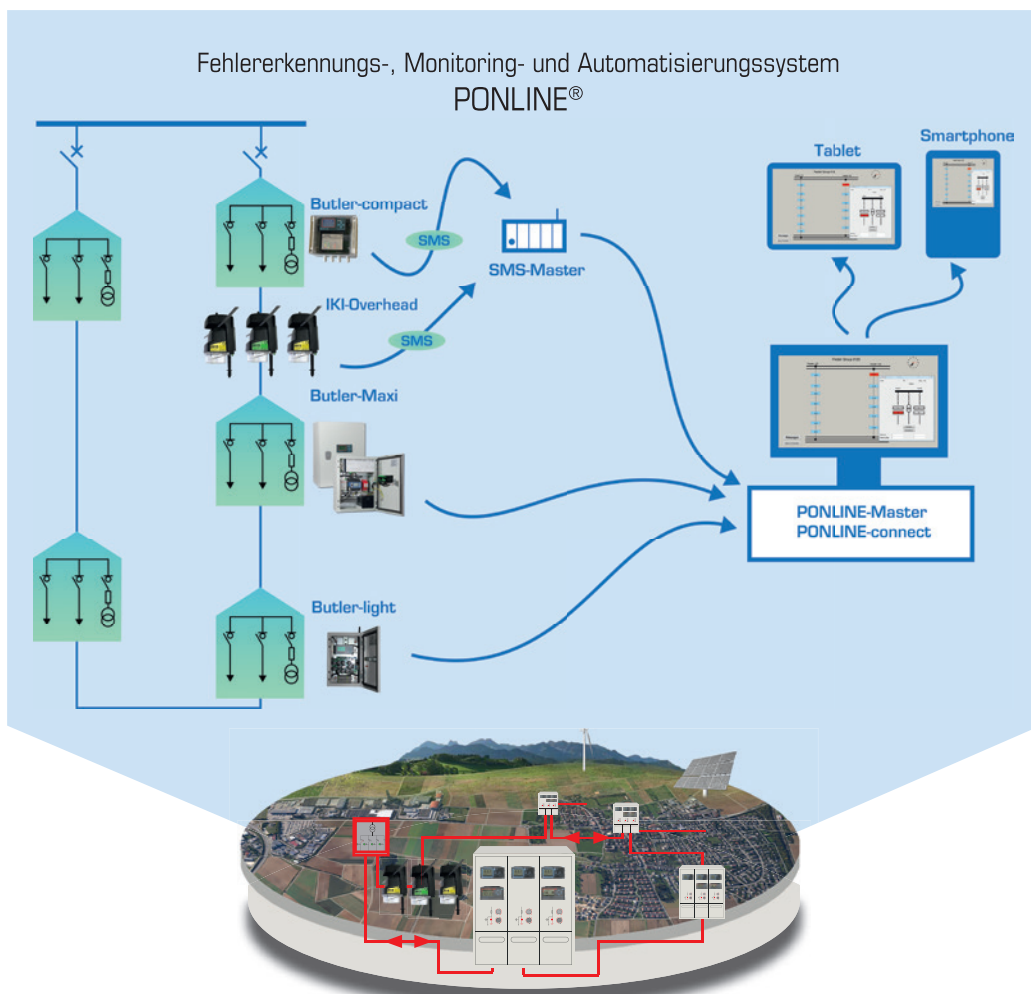 Fehlererkennungs-, Monitoring- und Automatisierungssystem
PONLINE®
Smartphone
Tablet
Butler-compact
SMS
SMS-Master
IKI-Overhead
SMS
Butler-Maxi
PONLINE-Master
PONLINE-connect
Butler-light